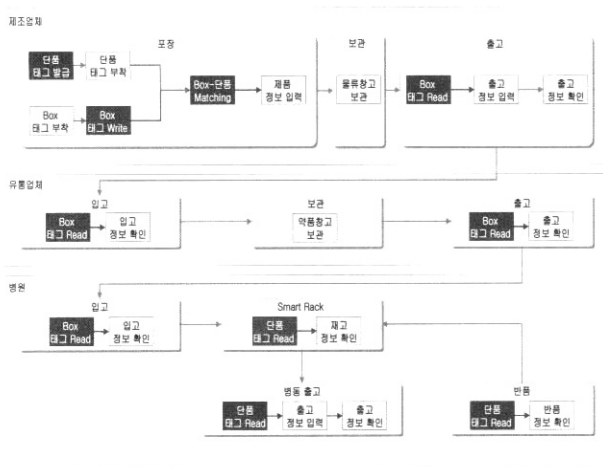 제조업체
포장
단품
태그 발급
단품
태그 부착
Box
태그 부착
Box
태그 Write
Box-단품
Matching
제품
정보 입력
보관
물류창고
보관
출고
Box
태그 Read
출고
정보 입력
출고
정보 확인
유통업체
입고
Box
태그 Read
입고
정보 확인
보관
약품창고
보관
출고
Box
태그 Read
출고
정보 확인
병원
입고
Box
태그 Read
입고
정보 확인
Smart Rack
단품
태그 Read
재고
정보 확인
병동 출고
단품
태그 Read
출고
정보 입력
출고
정보 확인
반품
단품
태그 Read
반품
정보 확인